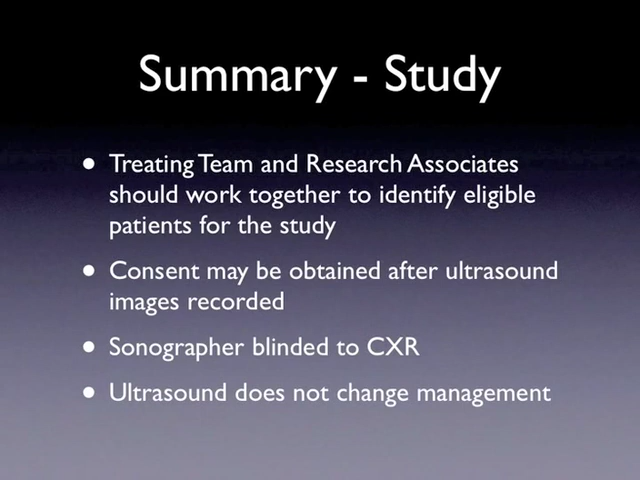 Summary - Study
• Treating Team and Research Associates
should work together to identify eligible
patients for the study
• Consent may be obtained after ultrasound
images recorded
• Sonographer blinded to CXR
• Ultrasound does not change management